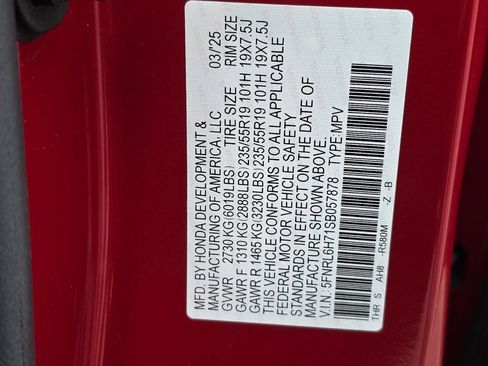 MFD. BY HONDA DEVELOPMENT &
MANUFACTURING OF AMERICA, LLC 03/'25
GVWR 2730 KG(6019LBS) TIRE SIZE RIM SIZE
GAWR F 1310 KG(2888LBS) 235/55R19 101H 19X7.5J
GAWR R 1465 KG(3230LBS) 235/55R19 101H 19X7.5J
THIS VEHICLE CONFORMS TO ALL APPLICABLE
FEDERAL MOTOR VEHICLE SAFETY
STANDARDS IN EFFECT ON THE DATE OF
MANUFACTURE SHOWN ABOVE.
V.I.N.: 5FNRL6H71SB057878 TYPE:MPV
THR S AH8 -R580M -Z -B